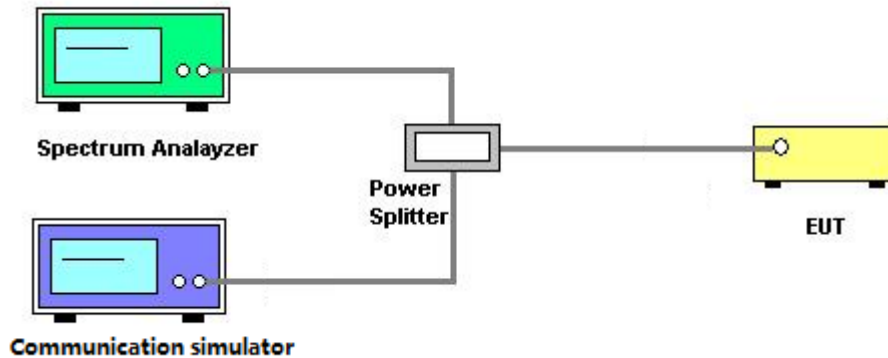 Spectrum Analayzer
Power
Splitter
EUT
Communication simulator